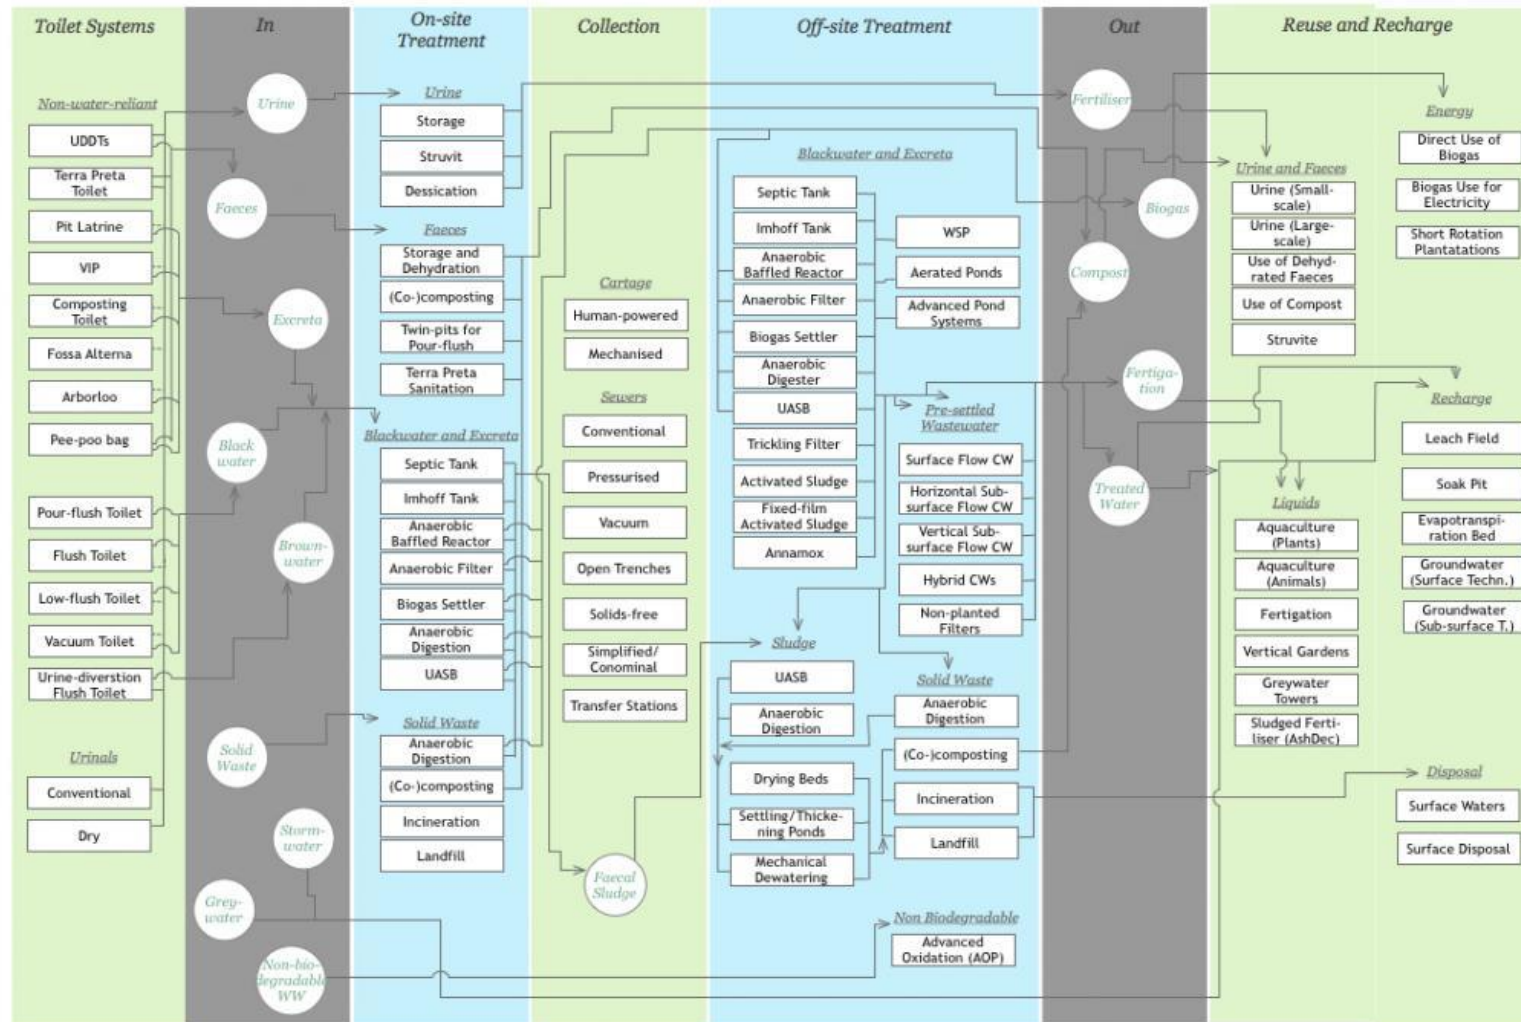 Toilet Systems
In
On-site
Treatment
Collection
Off-site Treatment
Out
Reuse and Recharge
Non-water-reliant
UDDTs
Terra Preta
Toilet
Pit Latrine
VIP
Composting
Toilet
Fossa Alterna
Arborloo
Pee-poo bag
Pour-flush Toilet
Flush Toilet
Low-flush Toilet
Vacuum Toilet
Urine-diverstion
Flush Toilet
Urinals
Conventional
Dry
Urine
Faeces
Excreta
Black
water
Brown-
water
Solid
Waste
Storm-
water
Grey-
water
Non-bio-
degradable
WW
Urine
Storage
Struvit
Dessication
Faeces
Storage and
Dehydration
(Co-)composting
Twin-pits for
Pour-flush
Terra Preta
Sanitation
Blackwater and Excreta
Septic Tank
Imhoff Tank
Anaerobic
Baffled Reactor
Anaerobic Filter
Biogas Settler
Anaerobic
Digestion
UASB
Solid Waste
Anaerobic
Digestion
(Co-)composting
Incineration
Landfill
Cartage
Human-powered
Mechanised
Sewers
Conventional
Pressurised
Vacuum
Open Trenches
Solids-free
Simplified/
Conominal
Transfer Stations
Faecal
Sludge
Blackwater and Excreta
Septic Tank
Imhoff Tank
Anaerobic
Baffled Reactor
Anaerobic Filter
Biogas Settler
Anaerobic
Digester
UASB
Trickling Filter
Activated Sludge
Fixed-film
Activated Sludge
Annamox
WSP
Aerated Ponds
Advanced Pond
Systems
Pre-settled
Wastewater
Surface Flow CW
Horizontal Sub-
surface Flow CW
Vertical Sub-
surface Flow CW
Hybrid CWs
Non-planted
Filters
Sludge
UASB
Anaerobic
Digestion
Drying Beds
Settling/Thicke-
ning Ponds
Mechanical
Dewatering
Solid Waste
Anaerobic
Digestion
(Co-)composting
Incineration
Landfill
Non Biodegradable
Advanced
Oxidation (AOP)
Fertiliser
Biogas
Compost
Fertiga-
tion
Treated
Water
Urine and Faeces
Urine (Small-
scale)
Urine (Large-
scale)
Use of Dehyd-
rated Faeces
Use of Compost
Struvite
Liquids
Aquaculture
(Plants)
Aquaculture
(Animals)
Fertigation
Vertical Gardens
Greywater
Towers
Sludged Ferti-
liser (AshDec)
Energy
Direct Use of
Biogas
Biogas Use for
Electricity
Short Rotation
Plantatations
Recharge
Leach Field
Soak Pit
Evapotranspi-
ration Bed
Groundwater
(Surface Techn.)
Groundwater
(Sub-surface T.)
Disposal
Surface Waters
Surface Disposal